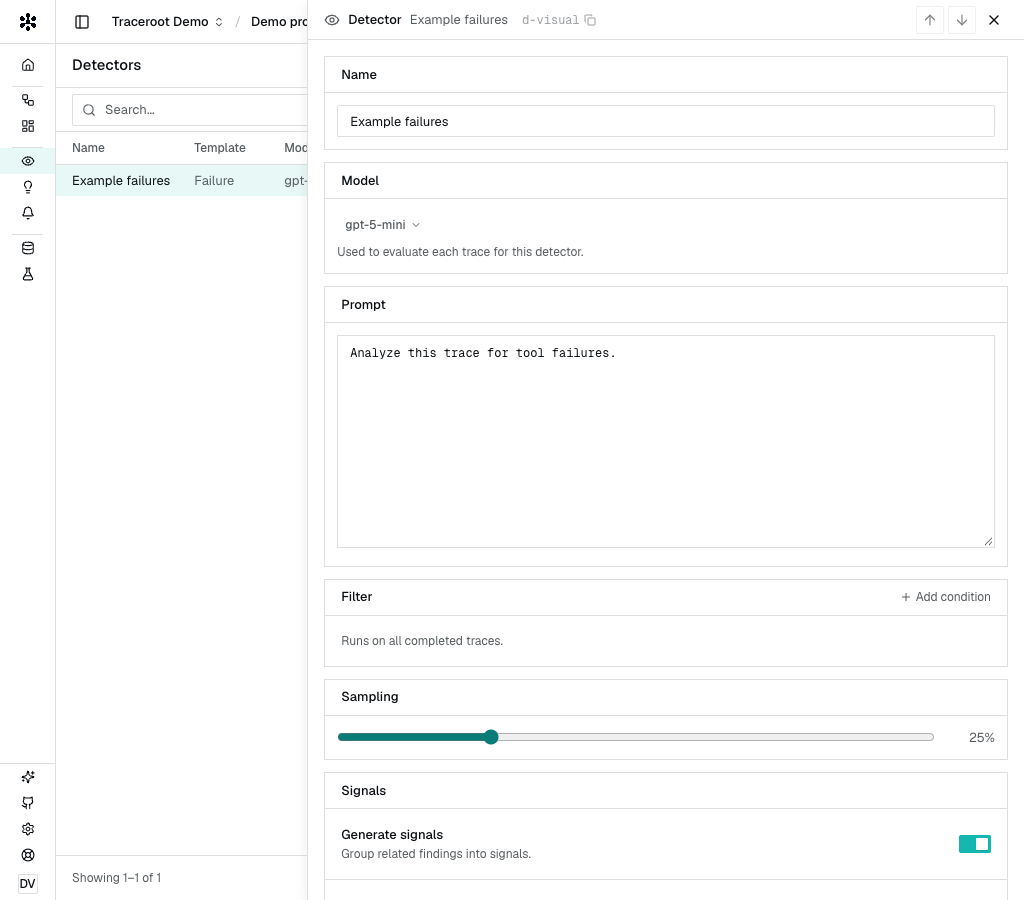 Traceroot Demo / Demo pro
Detector Example failures d-visual
Detectors
Search...
Name Template Mod
Example failures Failure gpt-
Showing 1–1 of 1
DV
Name
Example failures
Model
gpt-5-mini
Used to evaluate each trace for this detector.
Prompt
Analyze this trace for tool failures.
Filter
Add condition
Runs on all completed traces.
Sampling
25%
Signals
Generate signals
Group related findings into signals.